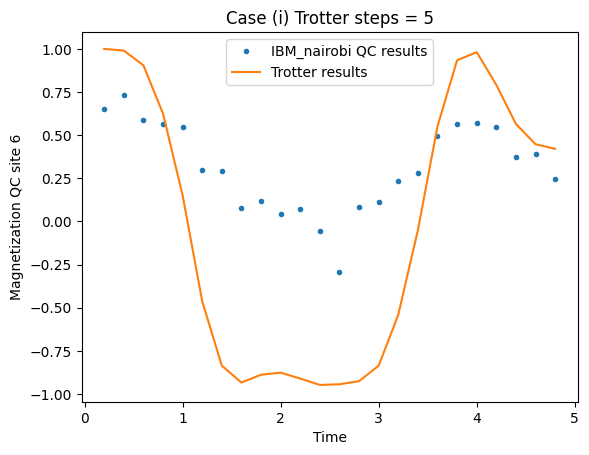 Case (i) Trotter steps = 5
IBM_nairobi QC results
Trotter results
Magnetization QC site 6
1.00
0.75
0.50
0.25
0.00
−0.25
−0.50
−0.75
−1.00
0 1 2 3 4 5
Time